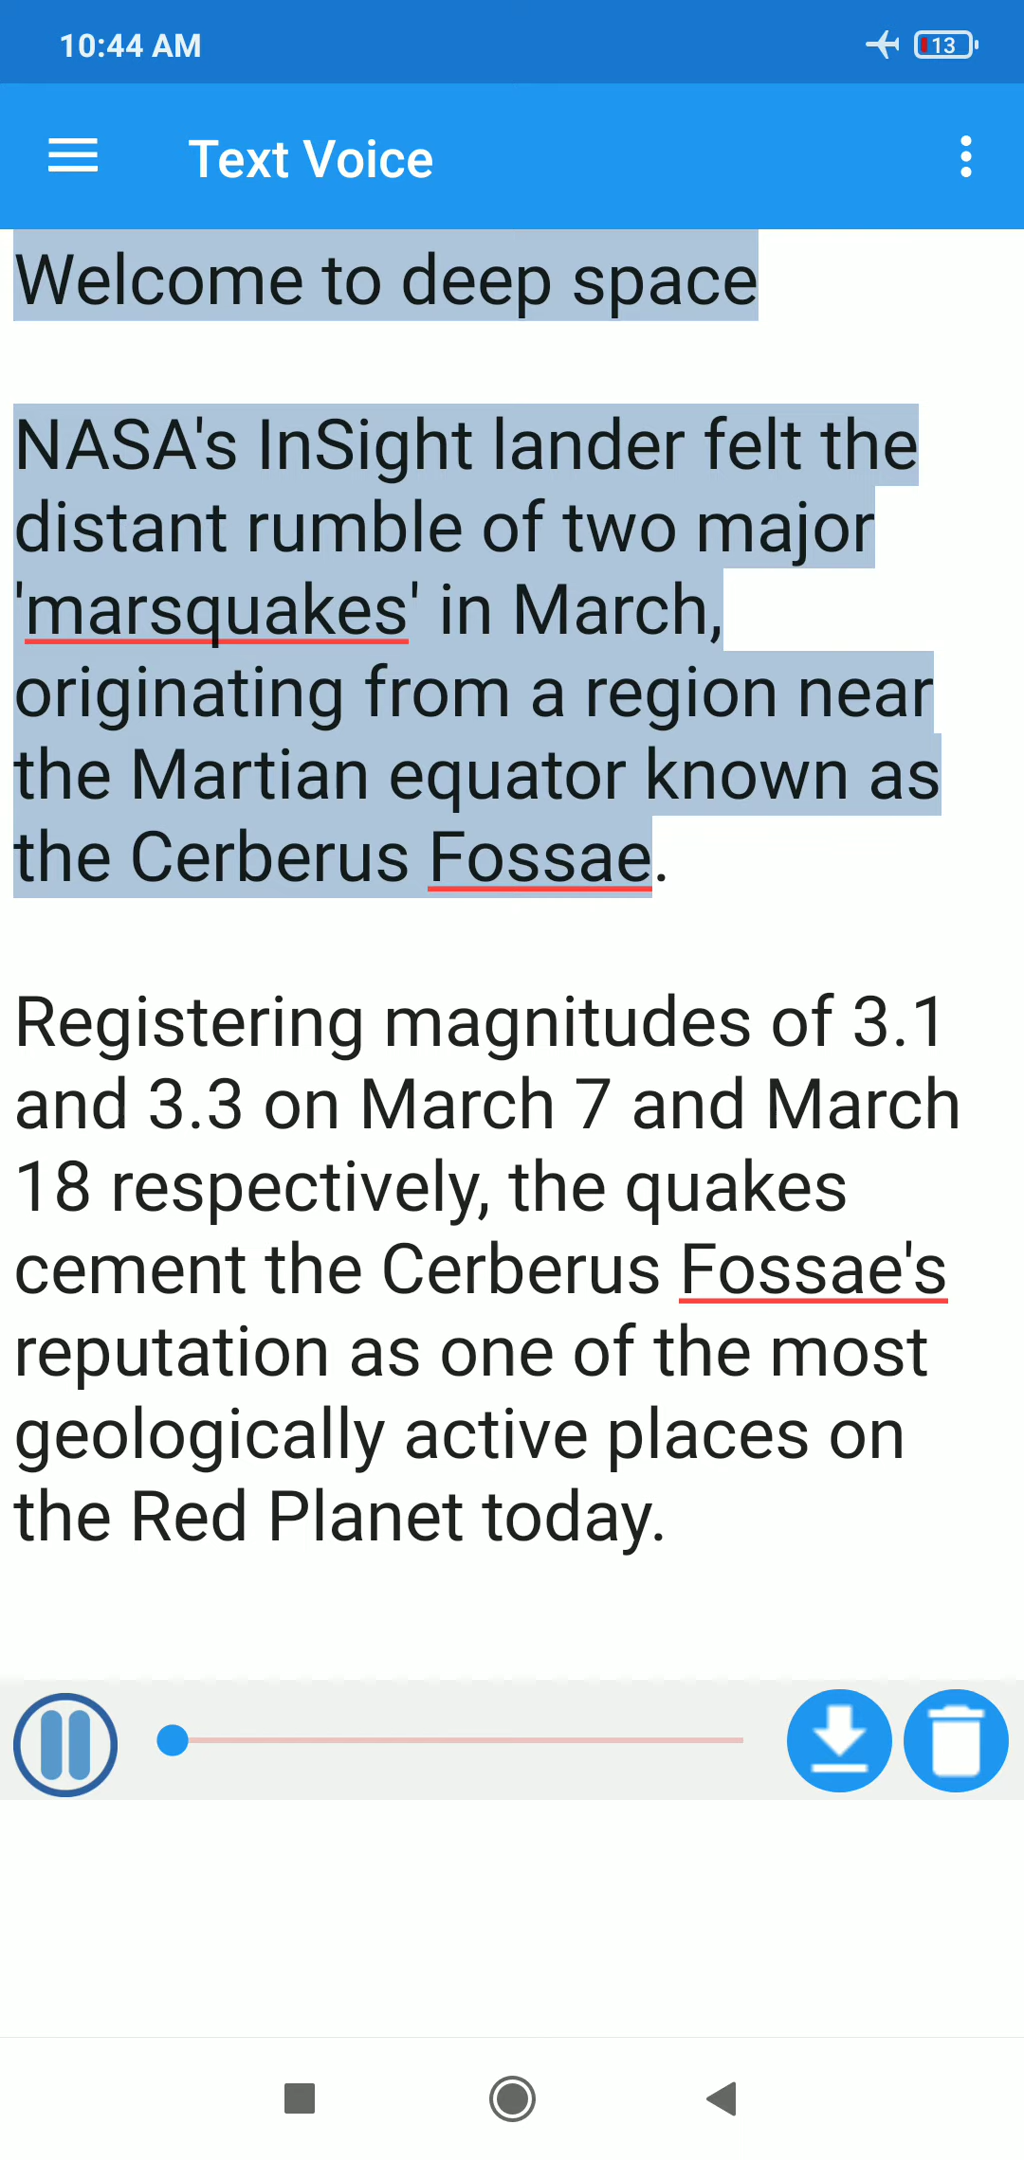 10:44 AM
13
Text Voice
Welcome to deep space
NASA's InSight lander felt the
distant rumble of two major
'marsquakes' in March,
originating from a region near
the Martian equator known as
the Cerberus Fossae.
Registering magnitudes of 3.1
and 3.3 on March 7 and March
18 respectively, the quakes
cement the Cerberus Fossae's
reputation as one of the most
geologically active places on
the Red Planet today.